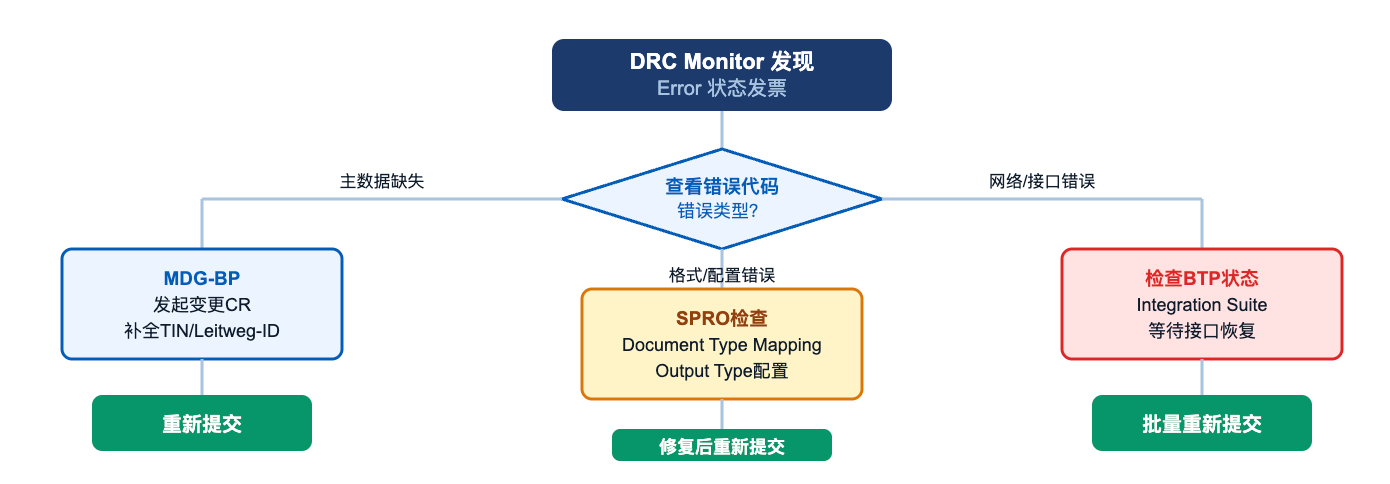 DRC Monitor 发现
Error 状态发票
查看错误代码
错误类型?
主数据缺失
网络/接口错误
格式/配置错误
MDG-BP
发起变更CR
补全TIN/Leitweg-ID
重新提交
SPRO检查
Document Type Mapping
Output Type配置
修复后重新提交
检查BTP状态
Integration Suite
等待接口恢复
批量重新提交